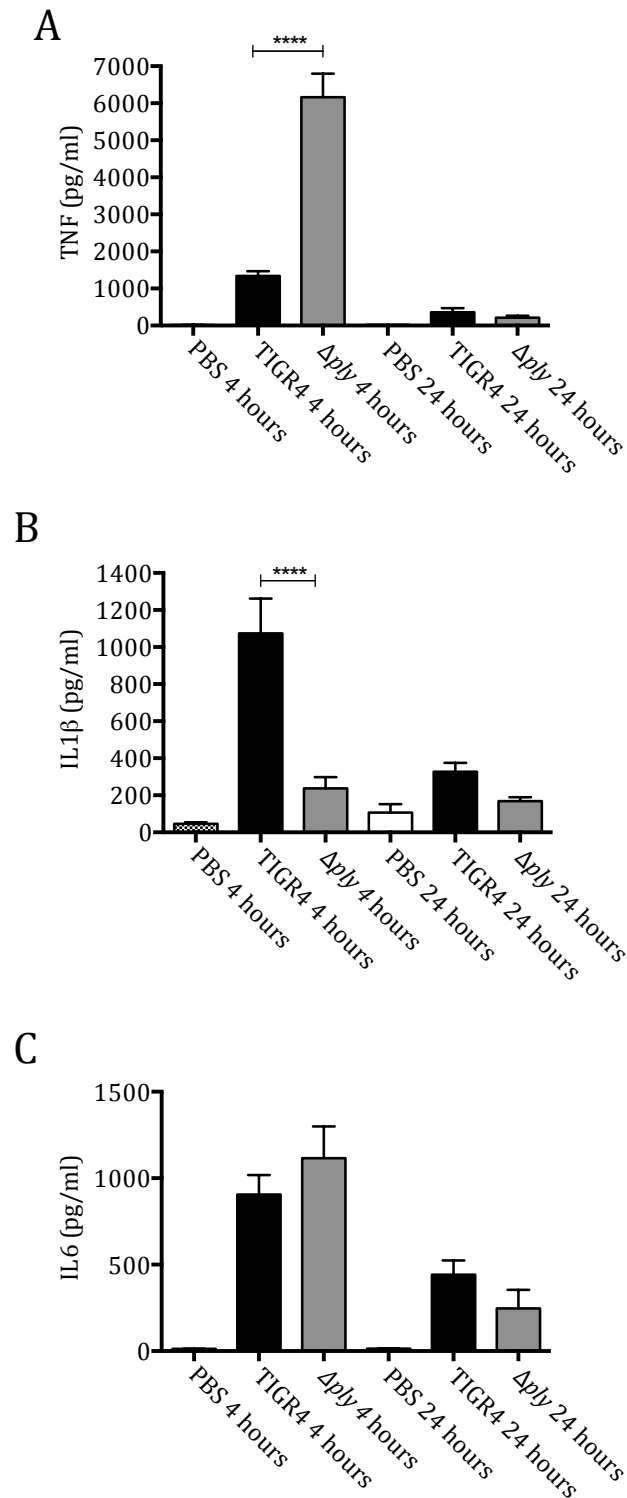 A
****
TNF (pg/ml)
7000
6000
5000
4000
3000
2000
1000
0
PBS 4 hours
TIGR4 4 hours
Δply 4 hours
PBS 24 hours
TIGR4 24 hours
Δply 24 hours
B
****
IL1β (pg/ml)
1400
1200
1000
800
600
400
200
0
PBS 4 hours
TIGR4 4 hours
Δply 4 hours
PBS 24 hours
TIGR4 24 hours
Δply 24 hours
C
IL6 (pg/ml)
1500
1000
500
0
PBS 4 hours
TIGR4 4 hours
Δply 4 hours
PBS 24 hours
TIGR4 24 hours
Δply 24 hours